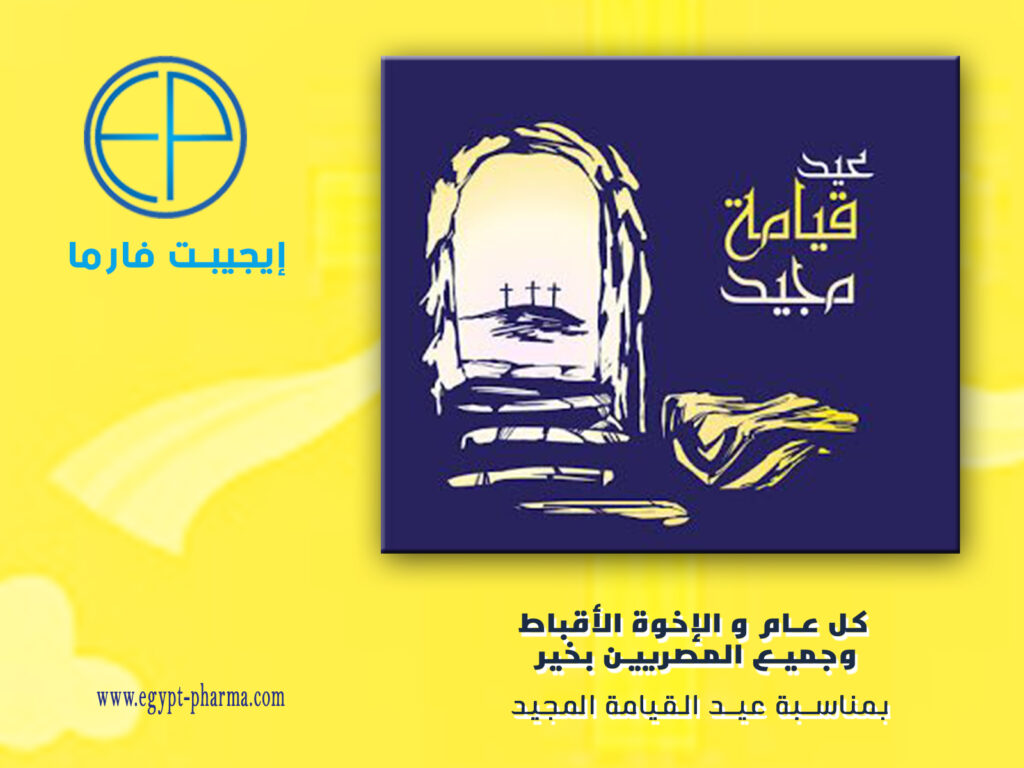 EP
إيجيبت فارما
عيد
قيامة
مجيد
كل عام و الإخوة الأقباط
وجميع المصريين بخير
بمناسبة عيد القيامة المجيد
www.egypt-pharma.com